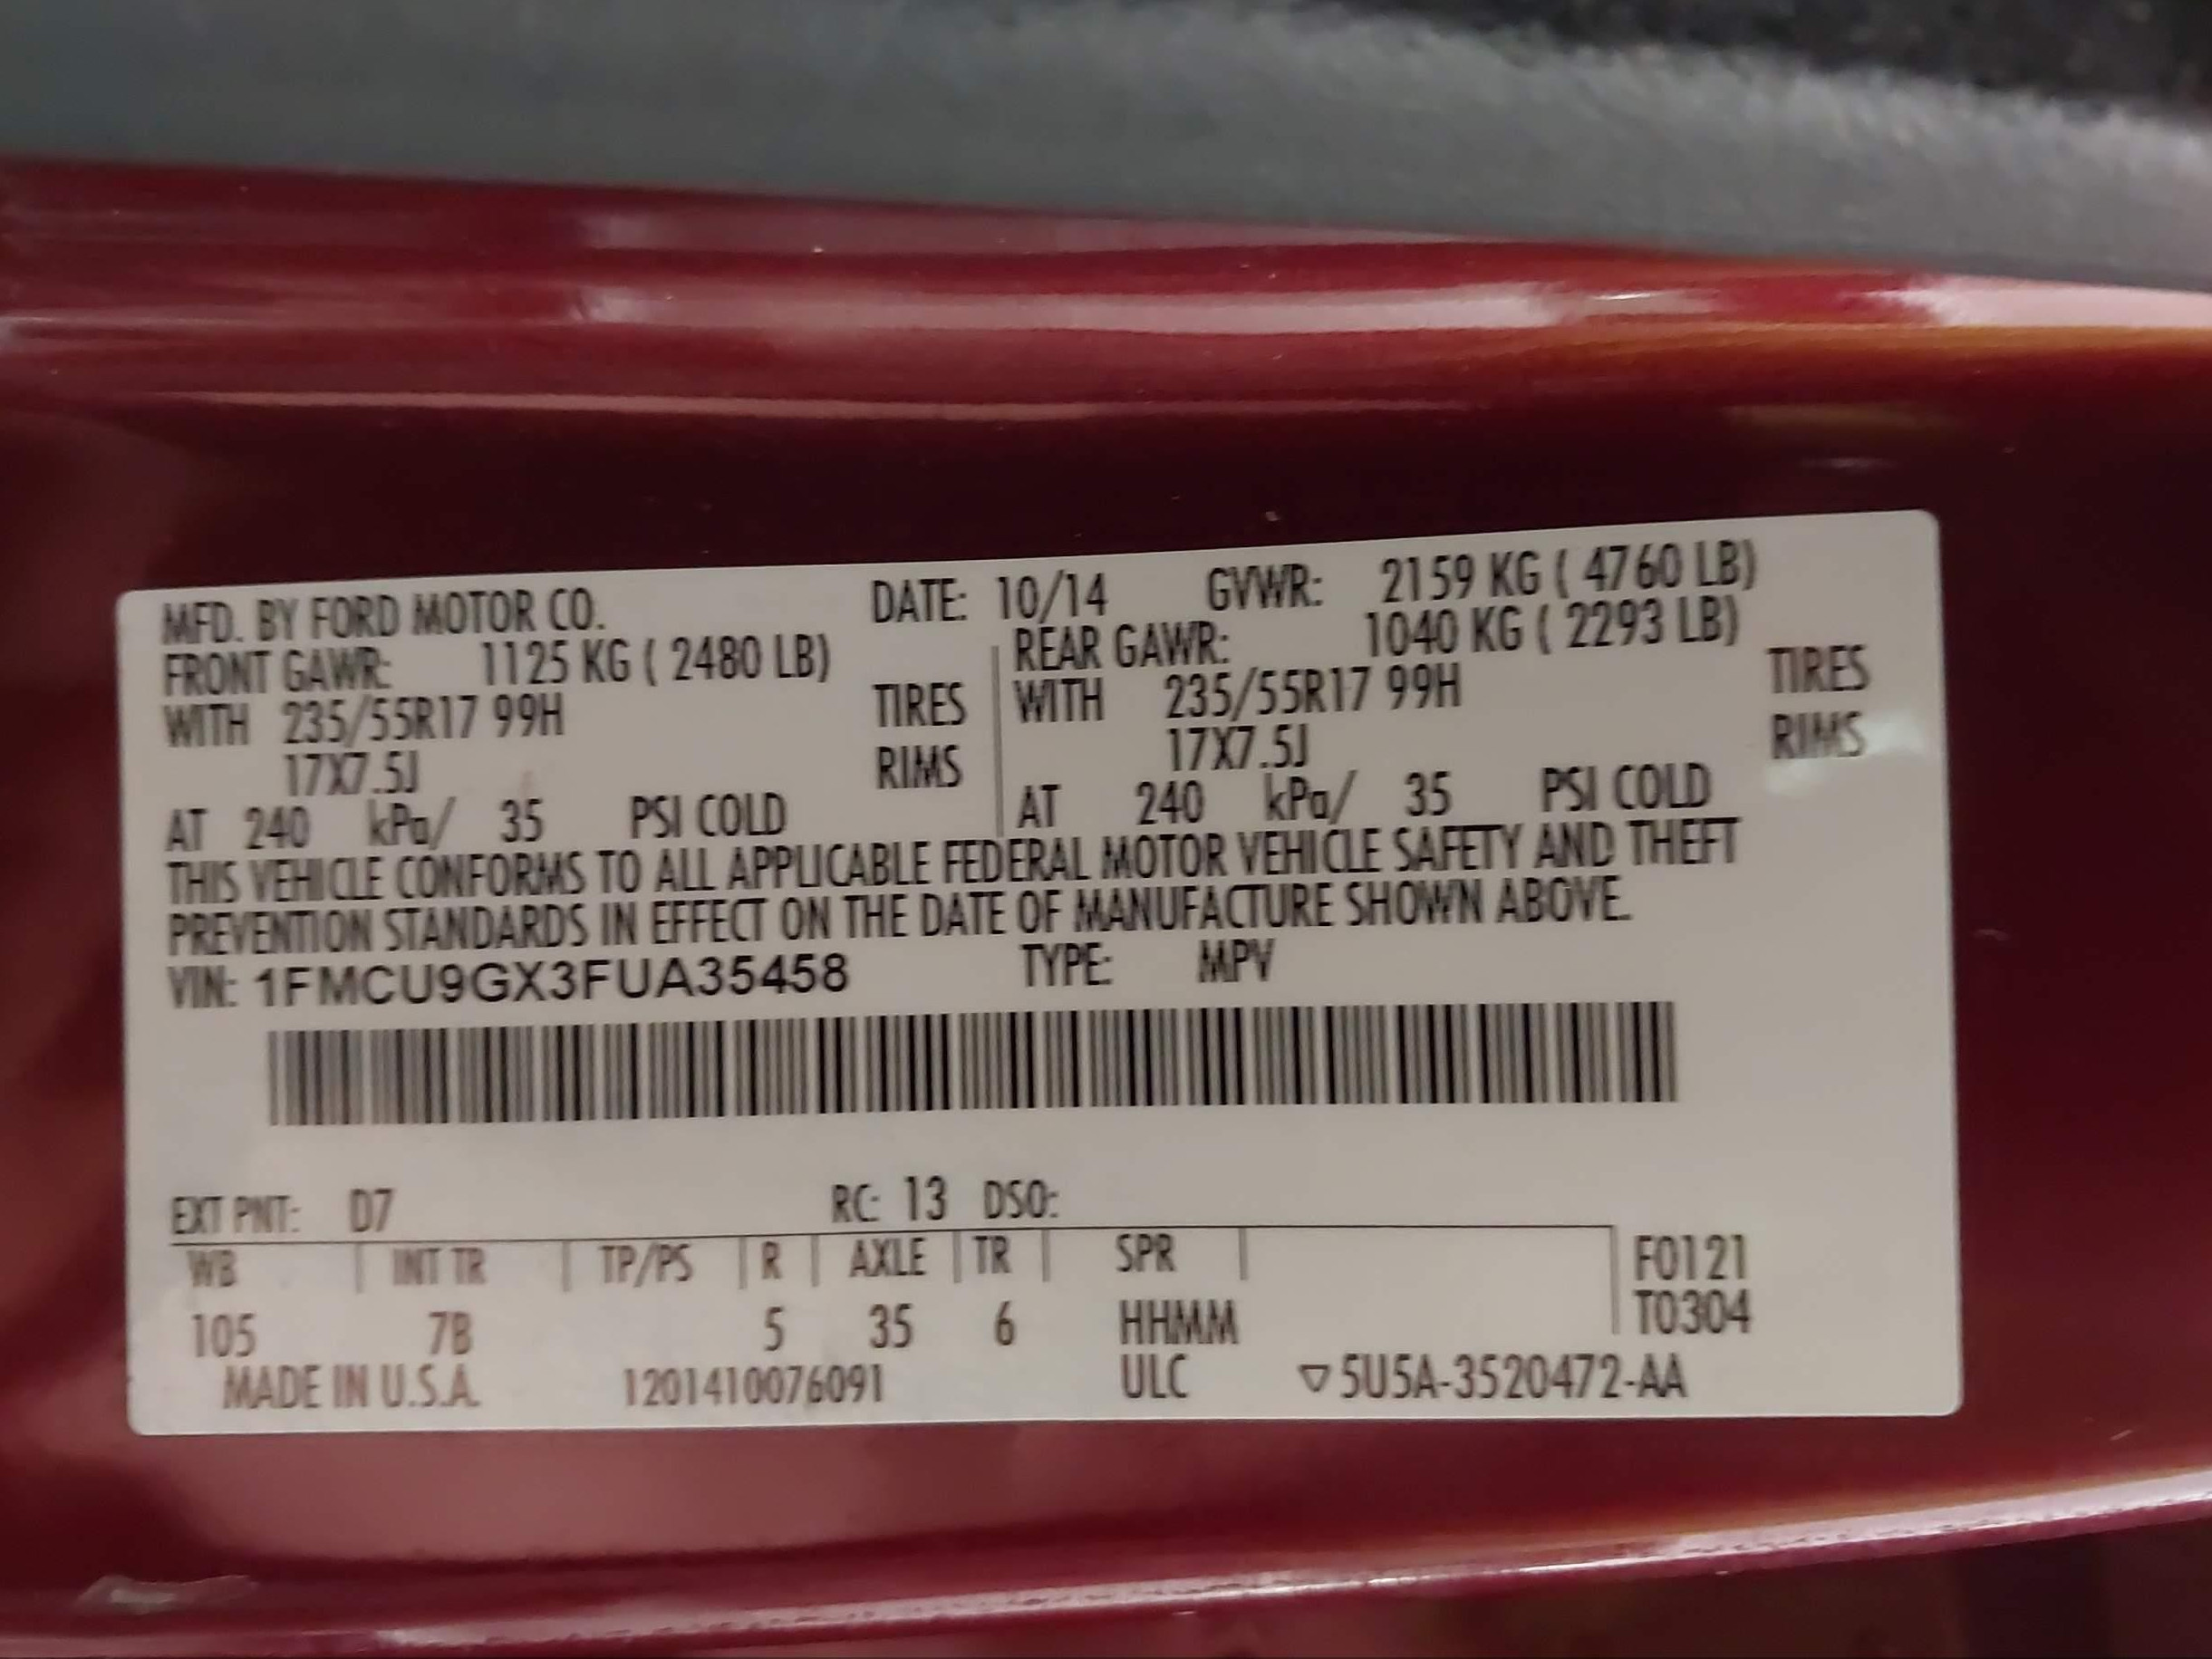 MFD. BY FORD MOTOR CO. DATE: 10/14 GVWR: 2159 KG ( 4760 LB)
FRONT GAWR: 1125 KG ( 2480 LB) REAR GAWR: 1040 KG ( 2293 LB)
WITH 235/55R17 99H TIRES WITH 235/55R17 99H TIRES
17X7.5J RIMS 17X7.5J RIMS
AT 240 kPa/ 35 PSI COLD AT 240 kPa/ 35 PSI COLD
THIS VEHICLE CONFORMS TO ALL APPLICABLE FEDERAL MOTOR VEHICLE SAFETY AND THEFT
PREVENTION STANDARDS IN EFFECT ON THE DATE OF MANUFACTURE SHOWN ABOVE.
VIN: 1FMCU9GX3FUA35458 TYPE: MPV
EXT PNT: D7 RC: 13 DSO:
WB INT TR TP/PS R AXLE TR SPR F0121
105 7B 5 35 6 HHMM T0304
MADE IN U.S.A. 1201410076091 ULC ▽5U5A-3520472-AA